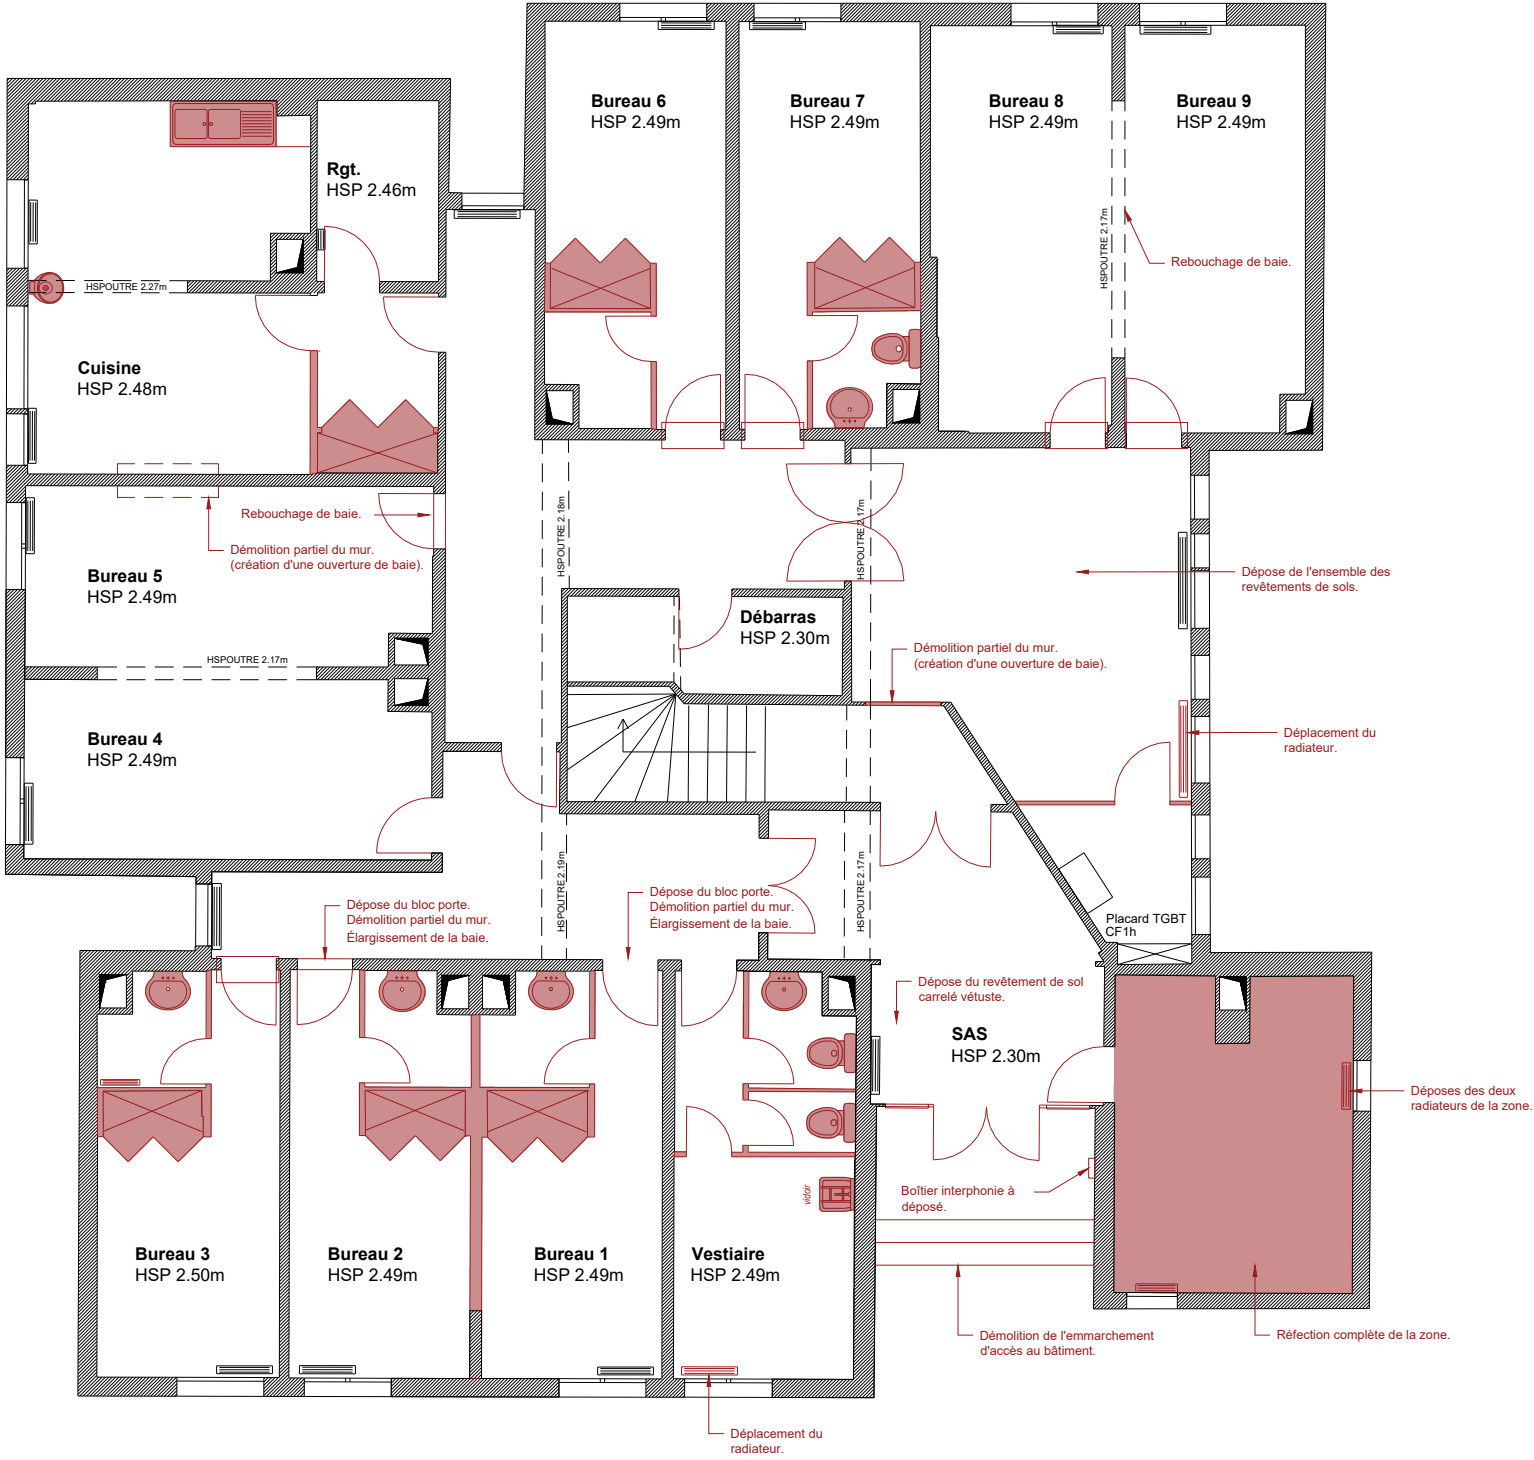 Bureau 6
HSP 2.49m
Bureau 7
HSP 2.49m
Bureau 8
HSP 2.49m
Bureau 9
HSP 2.49m
Rgt.
HSP 2.46m
HSPOUTRE 2.17m
Rebouchage de baie.
HSPOUTRE 2.27m
Cuisine
HSP 2.48m
Rebouchage de baie.
Démolition partiel du mur.
(création d'une ouverture de baie).
HSPOUTRE 2.18m
HSPOUTRE 2.17m
Bureau 5
HSP 2.49m
Dépose de l'ensemble des
revêtements de sols.
Débarras
HSP 2.30m
HSPOUTRE 2.17m
Démolition partiel du mur.
(création d'une ouverture de baie).
Bureau 4
HSP 2.49m
Déplacement du
radiateur.
HSPOUTRE 2.19m
HSPOUTRE 2.17m
Dépose du bloc porte.
Démolition partiel du mur.
Élargissement de la baie.
Dépose du bloc porte.
Démolition partiel du mur.
Élargissement de la baie.
Placard TGBT
CF1h
Dépose du revêtement de sol
carrelé vétuste.
SAS
HSP 2.30m
Déposes des deux
radiateurs de la zone.
vidoir
Boîtier interphonie à
déposé.
Bureau 3
HSP 2.50m
Bureau 2
HSP 2.49m
Bureau 1
HSP 2.49m
Vestiaire
HSP 2.49m
Démolition de l'emmarchement
d'accès au bâtiment.
Réfection complète de la zone.
Déplacement du
radiateur.